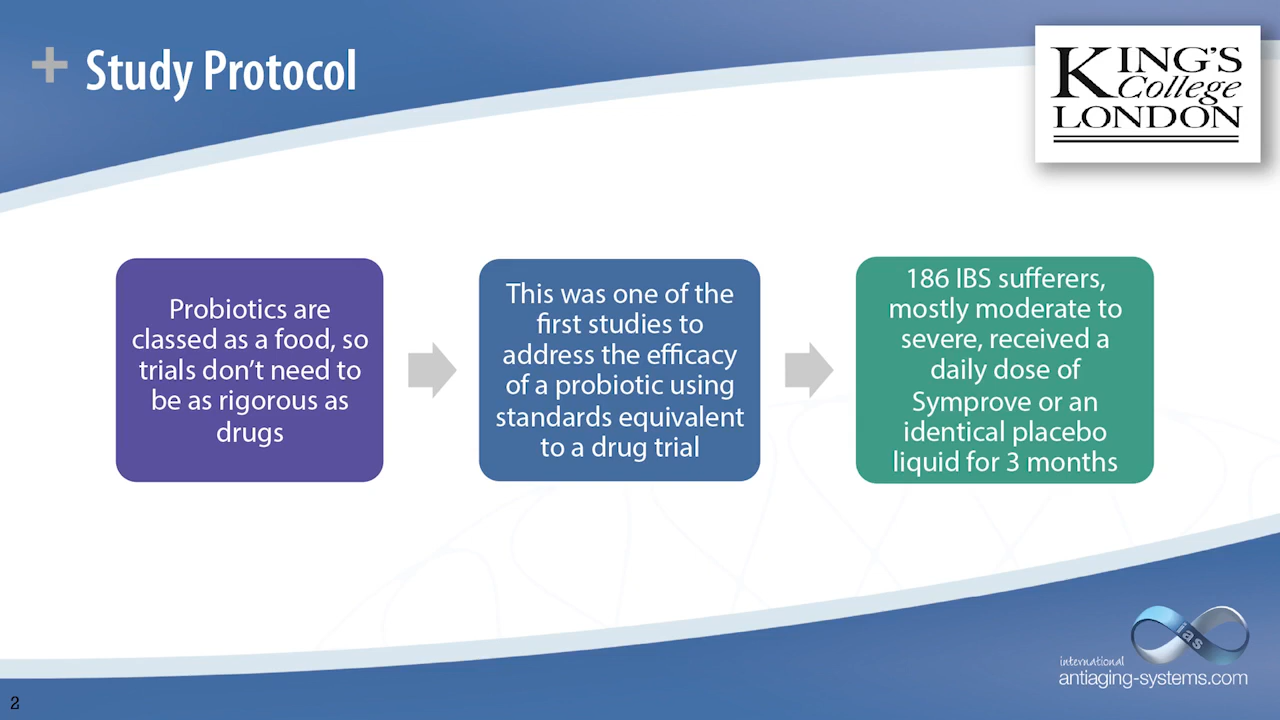 + Study Protocol
KING'S
College
LONDON
Probiotics are
classed as a food, so
trials don’t need to
be as rigorous as
drugs
This was one of the
first studies to
address the efficacy
of a probiotic using
standards equivalent
to a drug trial
186 IBS sufferers,
mostly moderate to
severe, received a
daily dose of
Symprove or an
identical placebo
liquid for 3 months
ias
international
antiaging-systems.com
2